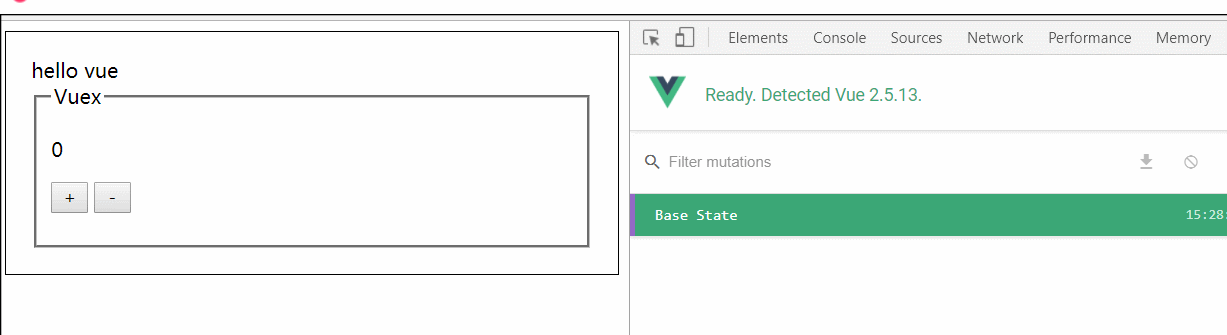 hello vue
Vuex
0
+ -
Elements Console Sources Network Performance Memory
Ready. Detected Vue 2.5.13.
Filter mutations
Base State 15:28: